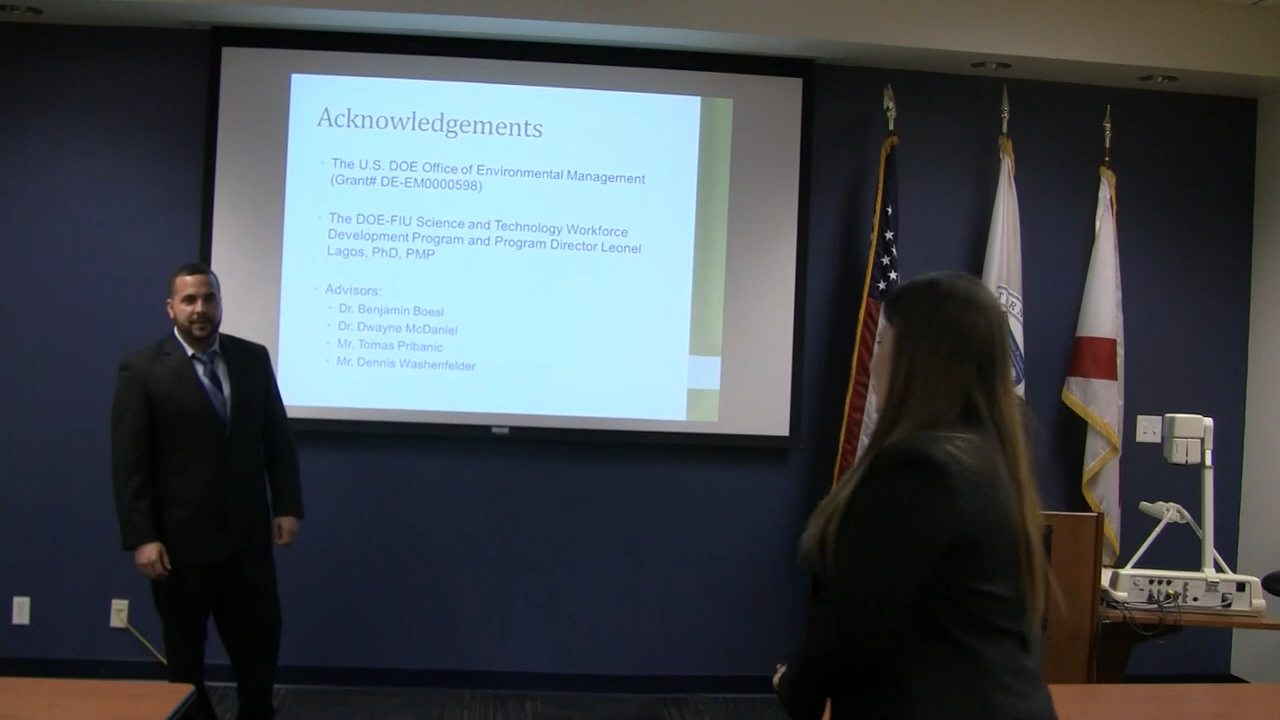 Acknowledgements
The U.S. DOE Office of Environmental Management
(Grant# DE-EM0000598)
The DOE-FIU Science and Technology Workforce
Development Program and Program Director Leonel
Lagos, PhD, PMP
Advisors:
Dr. Benjamin Boesl
Dr. Dwayne McDaniel
Mr. Tomas Pribanic
Mr. Dennis Washenfelder